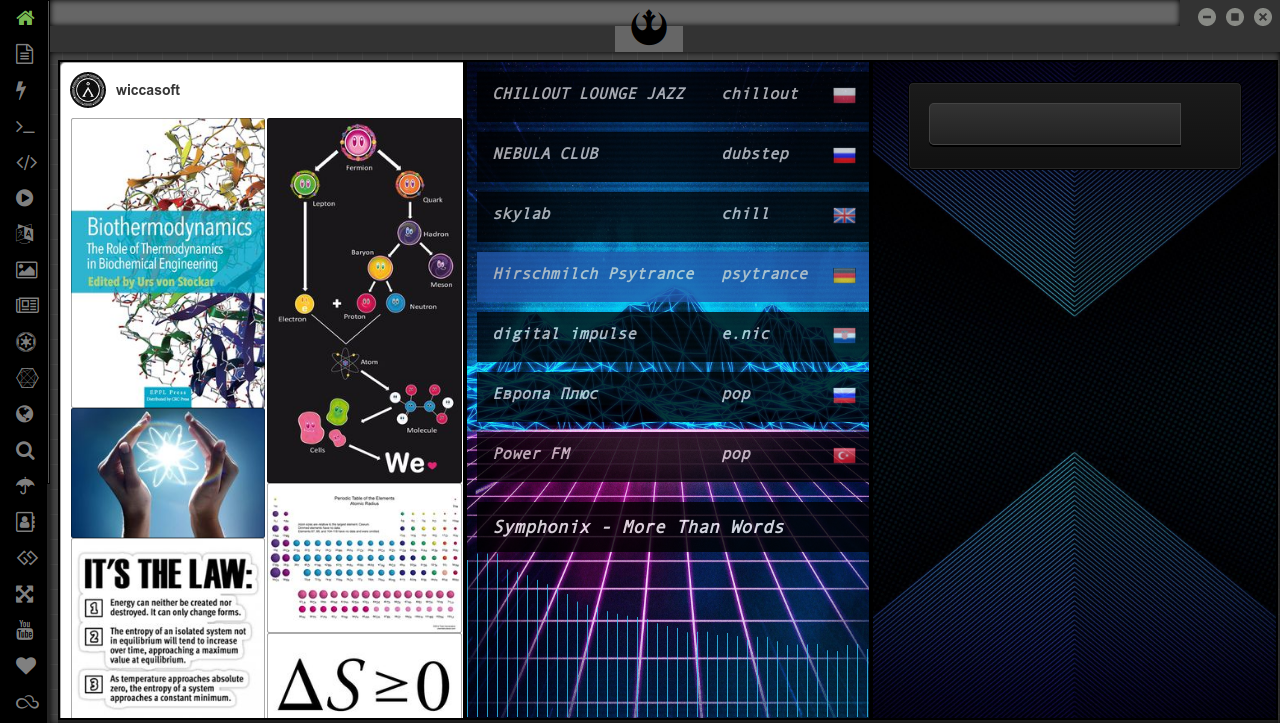 wiccasoft
Biothermodynamics
The Role of Thermodynamics
in Biochemical Engineering
Edited by Urs von Stockar
EPFL Press
Distributed by CRC Press
Fermion
Lepton
Quark
Hadron
Baryon
Meson
Electron
Proton
Neutron
Atom
Molecule
Cells
We
Periodic Table of the Elements
Atomic Radius
IT'S THE LAW:
1 Energy can neither be created nor
destroyed. It can only change forms.
2 The entropy of an isolated system not
in equilibrium will tend to increase
over time, approaching a maximum
value at equilibrium.
3 As temperature approaches absolute
zero, the entropy of a system
approaches a constant minimum.
ΔS≥0
CHILLOUT LOUNGE JAZZ chillout
NEBULA CLUB dubstep
skylab chill
Hirschmilch Psytrance psytrance
digital impulse e.nic
Европа Плюс pop
Power FM pop
Symphonix - More Than Words
You
Tube